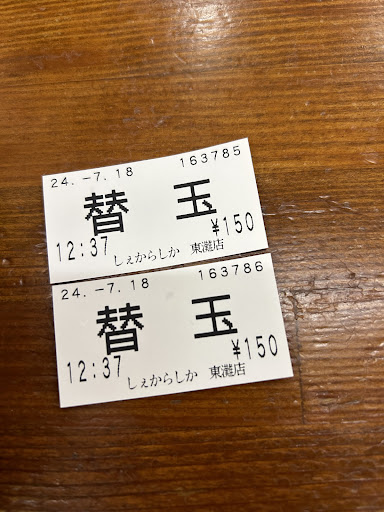 24.-7.18 163785
替 玉
12:37 ¥150
しぇからしか 東灘店
24.-7.18 163786
替 玉
12:37 ¥150
しぇからしか 東灘店